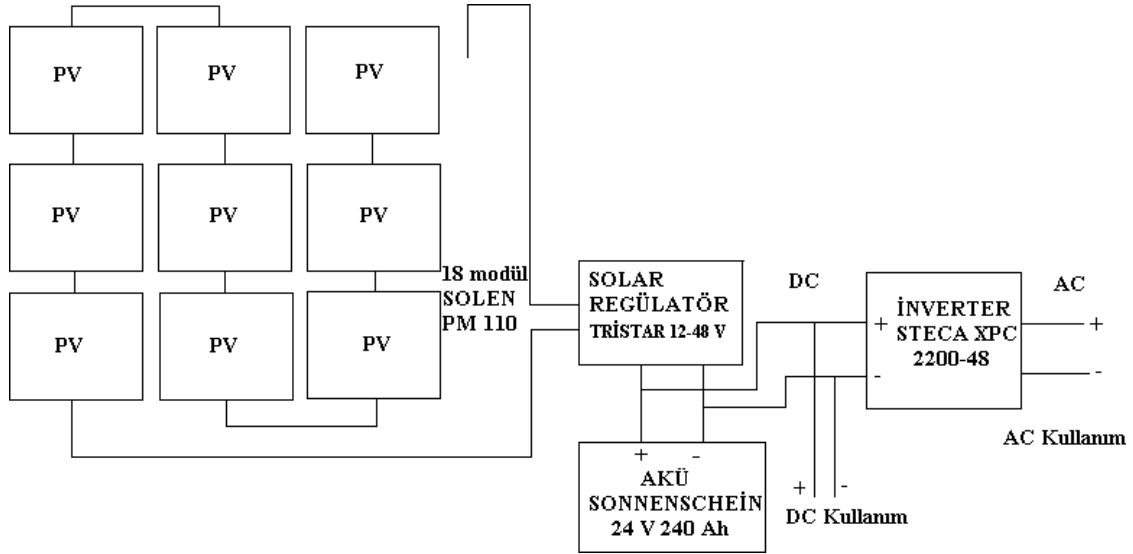 PV
PV
PV
PV
PV
PV
PV
PV
PV
18 modül
SOLEN
PM 110
SOLAR
REGÜLATÖR
TRİSTAR 12-48 V
DC
AC
İNVERTER
STECA XPC
2200-48
+
-
+
-
AC Kullanım
+ -
AKÜ
SONNENSCHEİN
24 V 240 Ah
+ -
DC Kullanım